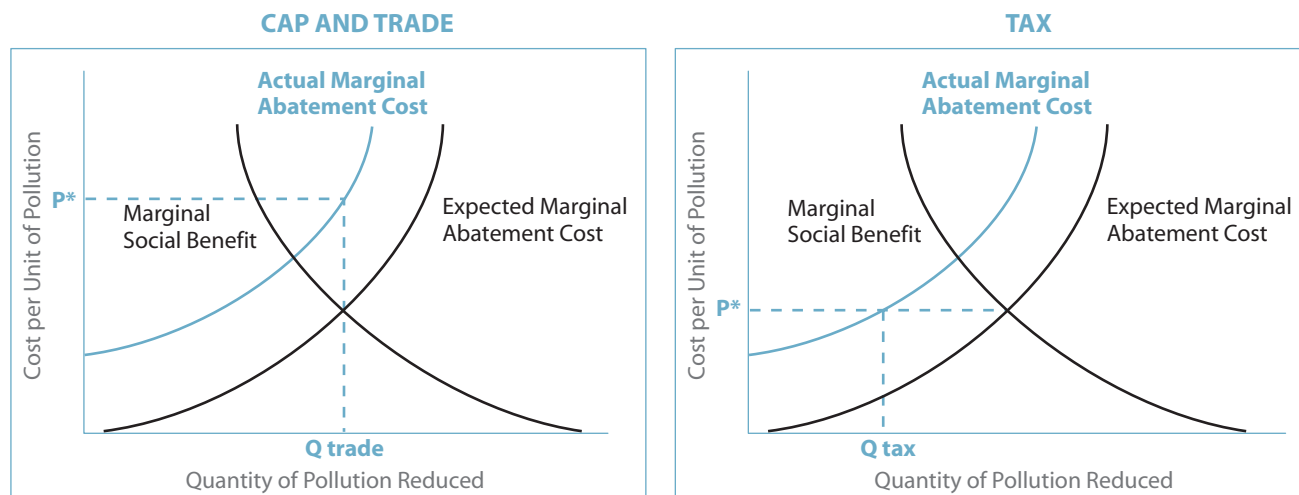 CAP AND TRADE
Cost per Unit of Pollution
Actual Marginal
Abatement Cost
P*
Marginal
Social Benefit
Expected Marginal
Abatement Cost
Q trade
Quantity of Pollution Reduced
TAX
Cost per Unit of Pollution
Actual Marginal
Abatement Cost
Marginal
Social Benefit
Expected Marginal
Abatement Cost
P*
Q tax
Quantity of Pollution Reduced